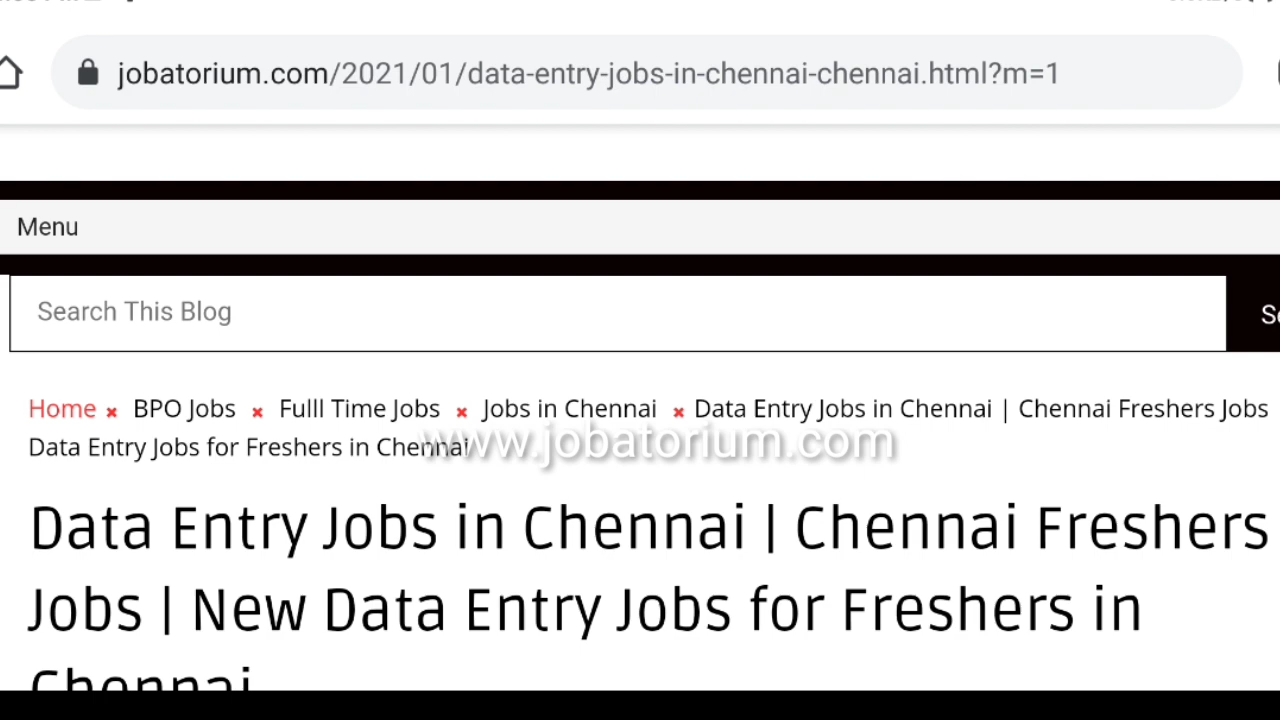 jobatorium.com/2021/01/data-entry-jobs-in-chennai-chennai.html?m=1
Menu
Search This Blog
Home × BPO Jobs × Fulll Time Jobs × Jobs in Chennai × Data Entry Jobs in Chennai | Chennai Freshers Jobs
Data Entry Jobs for Freshers in Chennai
www.jobatorium.com
Data Entry Jobs in Chennai | Chennai Freshers
Jobs | New Data Entry Jobs for Freshers in
Chennai